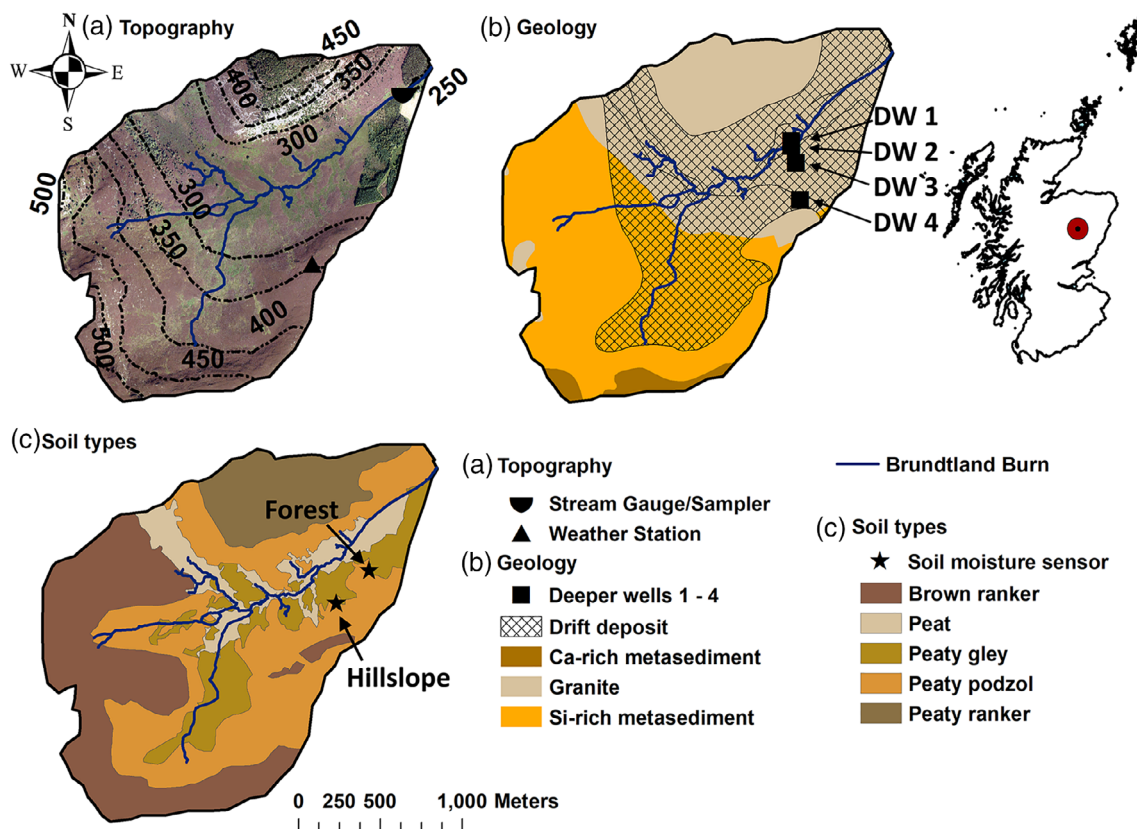 (a) Topography
N
W E
S
450
400
350
300
250
500
300
350
400
450
500
(b) Geology
DW 1
DW 2
DW 3
DW 4
(c) Soil types
Forest
Hillslope
0 250 500 1,000 Meters
(a) Topography
Stream Gauge/Sampler
Weather Station
(b) Geology
Deeper wells 1 - 4
Drift deposit
Ca-rich metasediment
Granite
Si-rich metasediment
Brundtland Burn
(c) Soil types
Soil moisture sensor
Brown ranker
Peat
Peaty gley
Peaty podzol
Peaty ranker